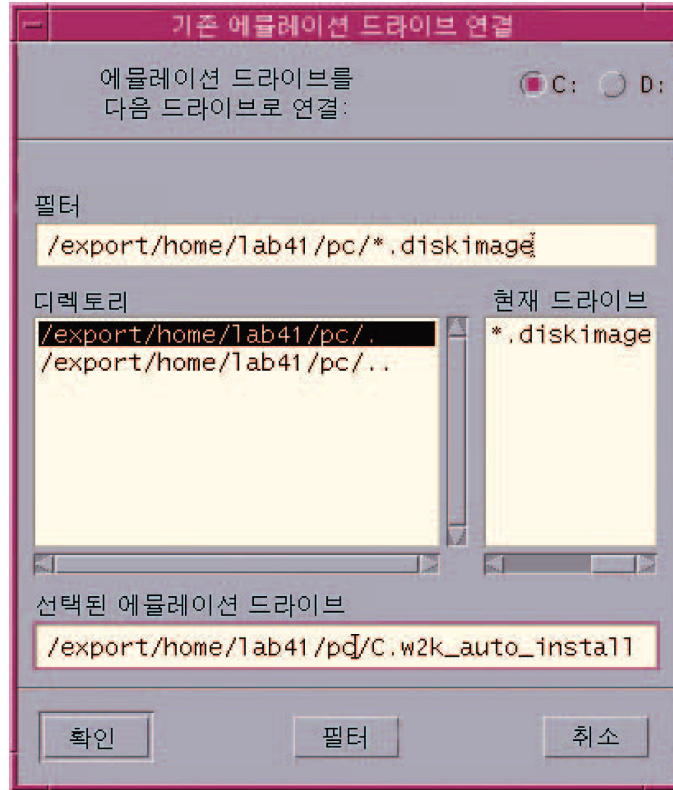 기존 에뮬레이션 드라이브 연결
에뮬레이션 드라이브를
다음 드라이브로 연결:
C: D:
필터
/export/home/lab41/pc/*.diskimage
디렉토리
현재 드라이브
/export/home/lab41/pc/.
/export/home/lab41/pc/..
*.diskimage
선택된 에뮬레이션 드라이브
/export/home/lab41/pc/C.w2k_auto_install
확인 필터 취소